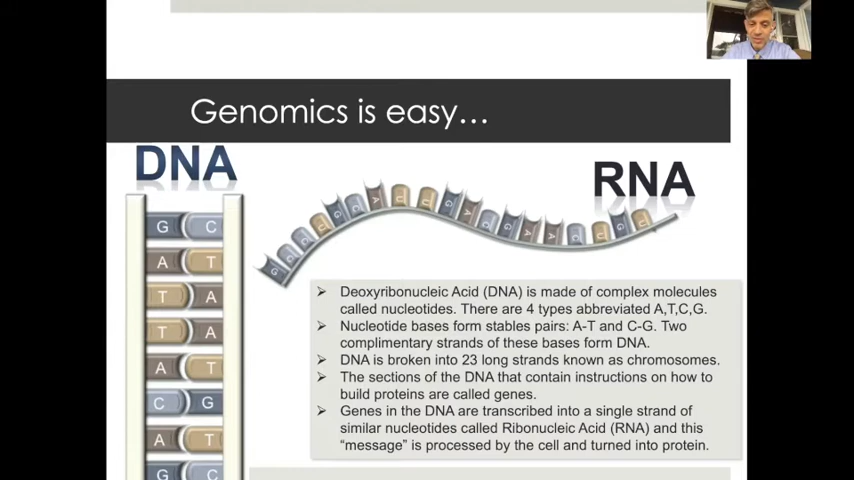 Genomics is easy…
DNA
RNA
G C
A T
T A
T A
A T
C G
A T
G C
Deoxyribonucleic Acid (DNA) is made of complex molecules
called nucleotides. There are 4 types abbreviated A,T,C,G.
Nucleotide bases form stables pairs: A-T and C-G. Two
complimentary strands of these bases form DNA.
DNA is broken into 23 long strands known as chromosomes.
The sections of the DNA that contain instructions on how to
build proteins are called genes.
Genes in the DNA are transcribed into a single strand of
similar nucleotides called Ribonucleic Acid (RNA) and this
“message” is processed by the cell and turned into protein.